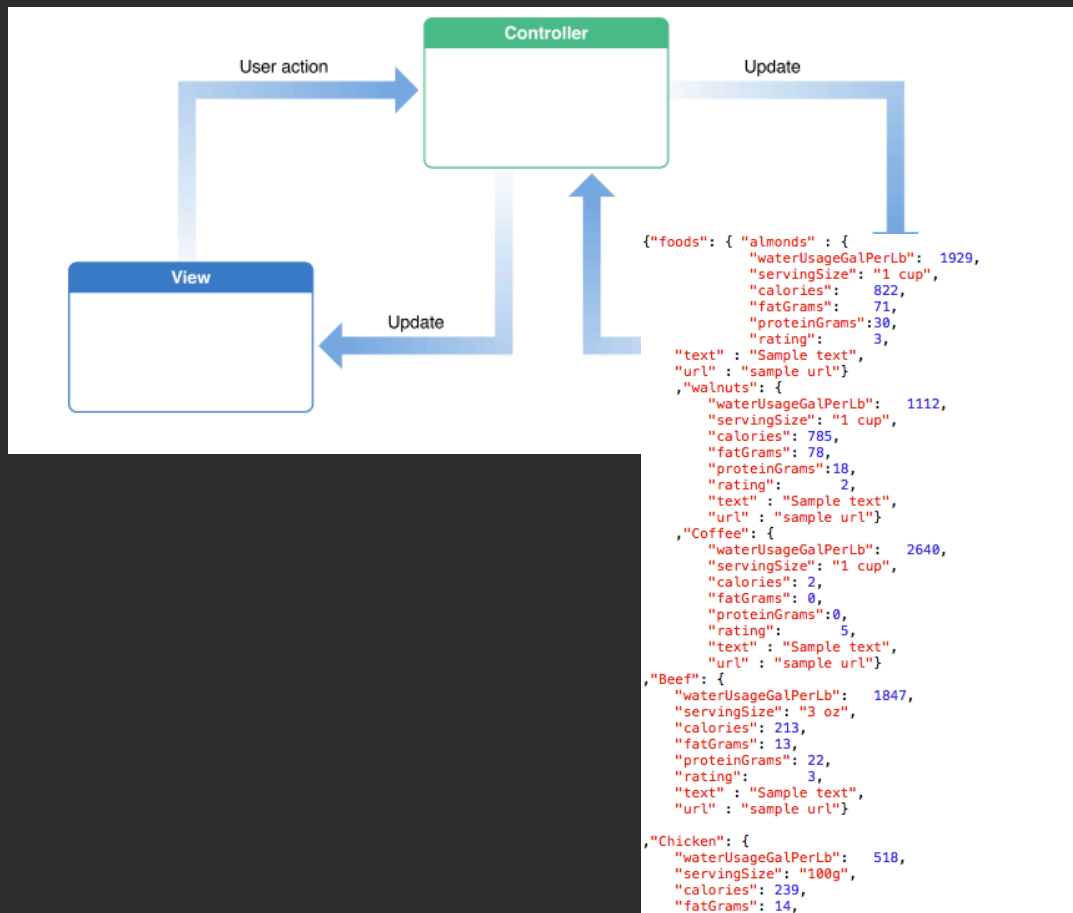 Controller
User action
Update
View
Update
{"foods": { "almonds" : {
"waterUsageGalPerLb": 1929,
"servingSize": "1 cup",
"calories": 822,
"fatGrams": 71,
"proteinGrams":30,
"rating": 3,
"text" : "Sample text",
"url" : "sample url"}
,"walnuts": {
"waterUsageGalPerLb": 1112,
"servingSize": "1 cup",
"calories": 785,
"fatGrams": 78,
"proteinGrams":18,
"rating": 2,
"text" : "Sample text",
"url" : "sample url"}
,"Coffee": {
"waterUsageGalPerLb": 2640,
"servingSize": "1 cup",
"calories": 2,
"fatGrams": 0,
"proteinGrams":0,
"rating": 5,
"text" : "Sample text",
"url" : "sample url"}
,"Beef": {
"waterUsageGalPerLb": 1847,
"servingSize": "3 oz",
"calories": 213,
"fatGrams": 13,
"proteinGrams": 22,
"rating": 3,
"text" : "Sample text",
"url" : "sample url"}
,"Chicken": {
"waterUsageGalPerLb": 518,
"servingSize": "100g",
"calories": 239,
"fatGrams": 14,